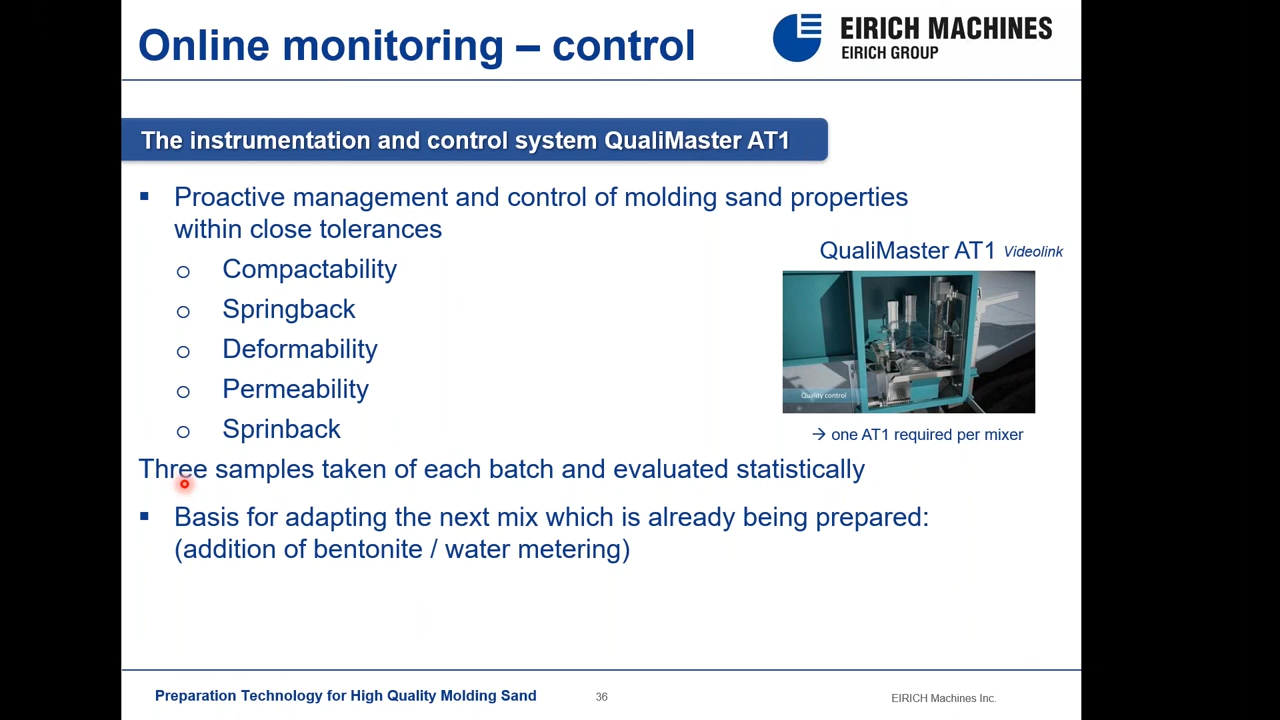 Online monitoring – control
EIRICH MACHINES
EIRICH GROUP
The instrumentation and control system QualiMaster AT1
▪ Proactive management and control of molding sand properties
within close tolerances
o Compactability
o Springback
o Deformability
o Permeability
o Sprinback
QualiMaster AT1 Videolink
Quality control
→ one AT1 required per mixer
Three samples taken of each batch and evaluated statistically
▪ Basis for adapting the next mix which is already being prepared:
(addition of bentonite / water metering)
Preparation Technology for High Quality Molding Sand
36
EIRICH Machines Inc.